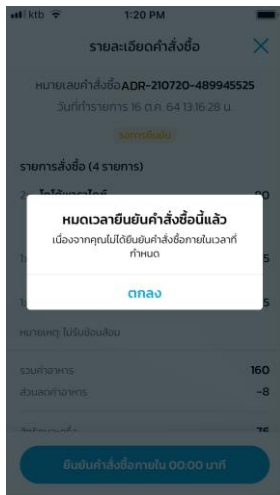 ktb 1:20 PM
รายละเอียดคำสั่งซื้อ
หมายเลขคำสั่งซื้อADR-210720-489945525
วันที่ทำรายการ 16 ต.ค. 64 13:16:28 น.
รอการยืนยัน
รายการสั่งซื้อ (4 รายการ)
90
หมดเวลายืนยันคำสั่งซื้อนี้แล้ว
เนื่องจากคุณไม่ได้ยืนยันคำสั่งซื้อภายในเวลาที่
กำหนด
5
ตกลง
5
หมายเหตุ: ไม่รับช้อนส้อม
รวมค่าอาหาร 160
ส่วนลดค่าอาหาร -8
76
ยืนยันคำสั่งซื้อภายใน 00:00 นาที